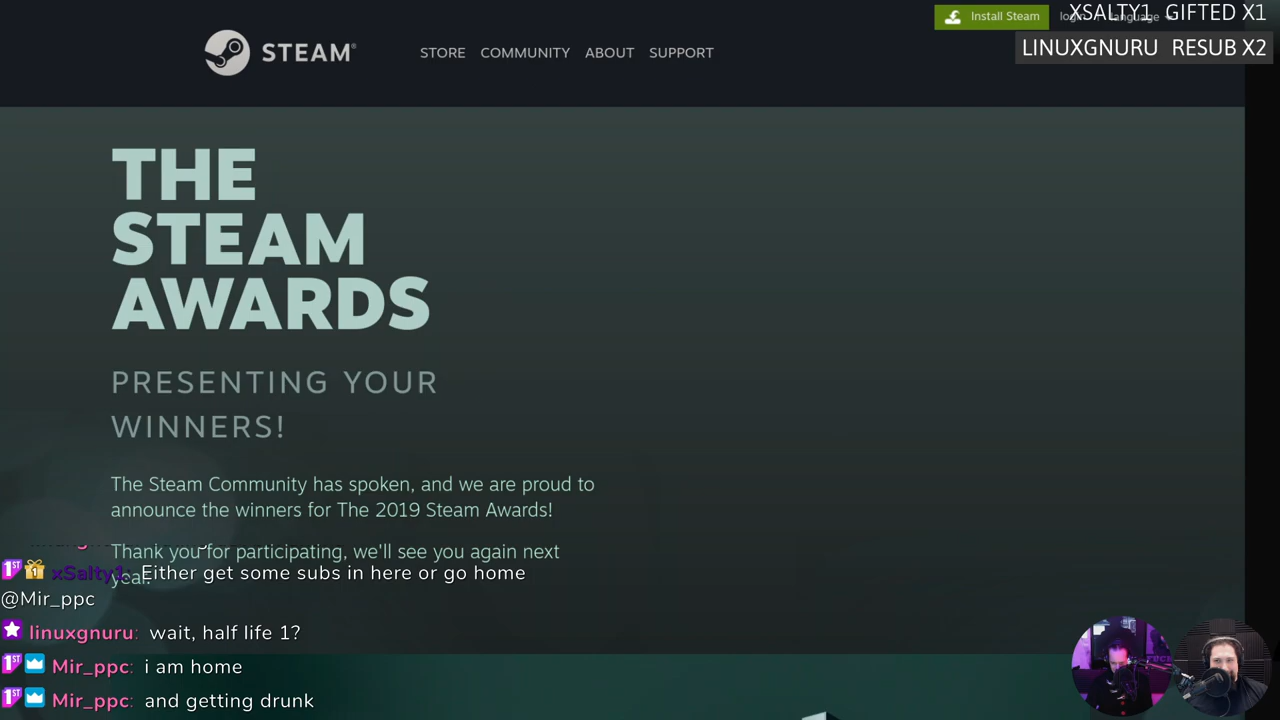 XSALTY1 GIFTED X1
Install Steam
language
LINUXGNURU RESUB X2
STEAM®
STORE COMMUNITY ABOUT SUPPORT
THE
STEAM
AWARDS
PRESENTING YOUR
WINNERS!
The Steam Community has spoken, and we are proud to
announce the winners for The 2019 Steam Awards!
Thank you for participating, we'll see you again next
year.
xSalty1: Either get some subs in here or go home
@Mir_ppc
linuxgnuru: wait, half life 1?
Mir_ppc: i am home
Mir_ppc: and getting drunk